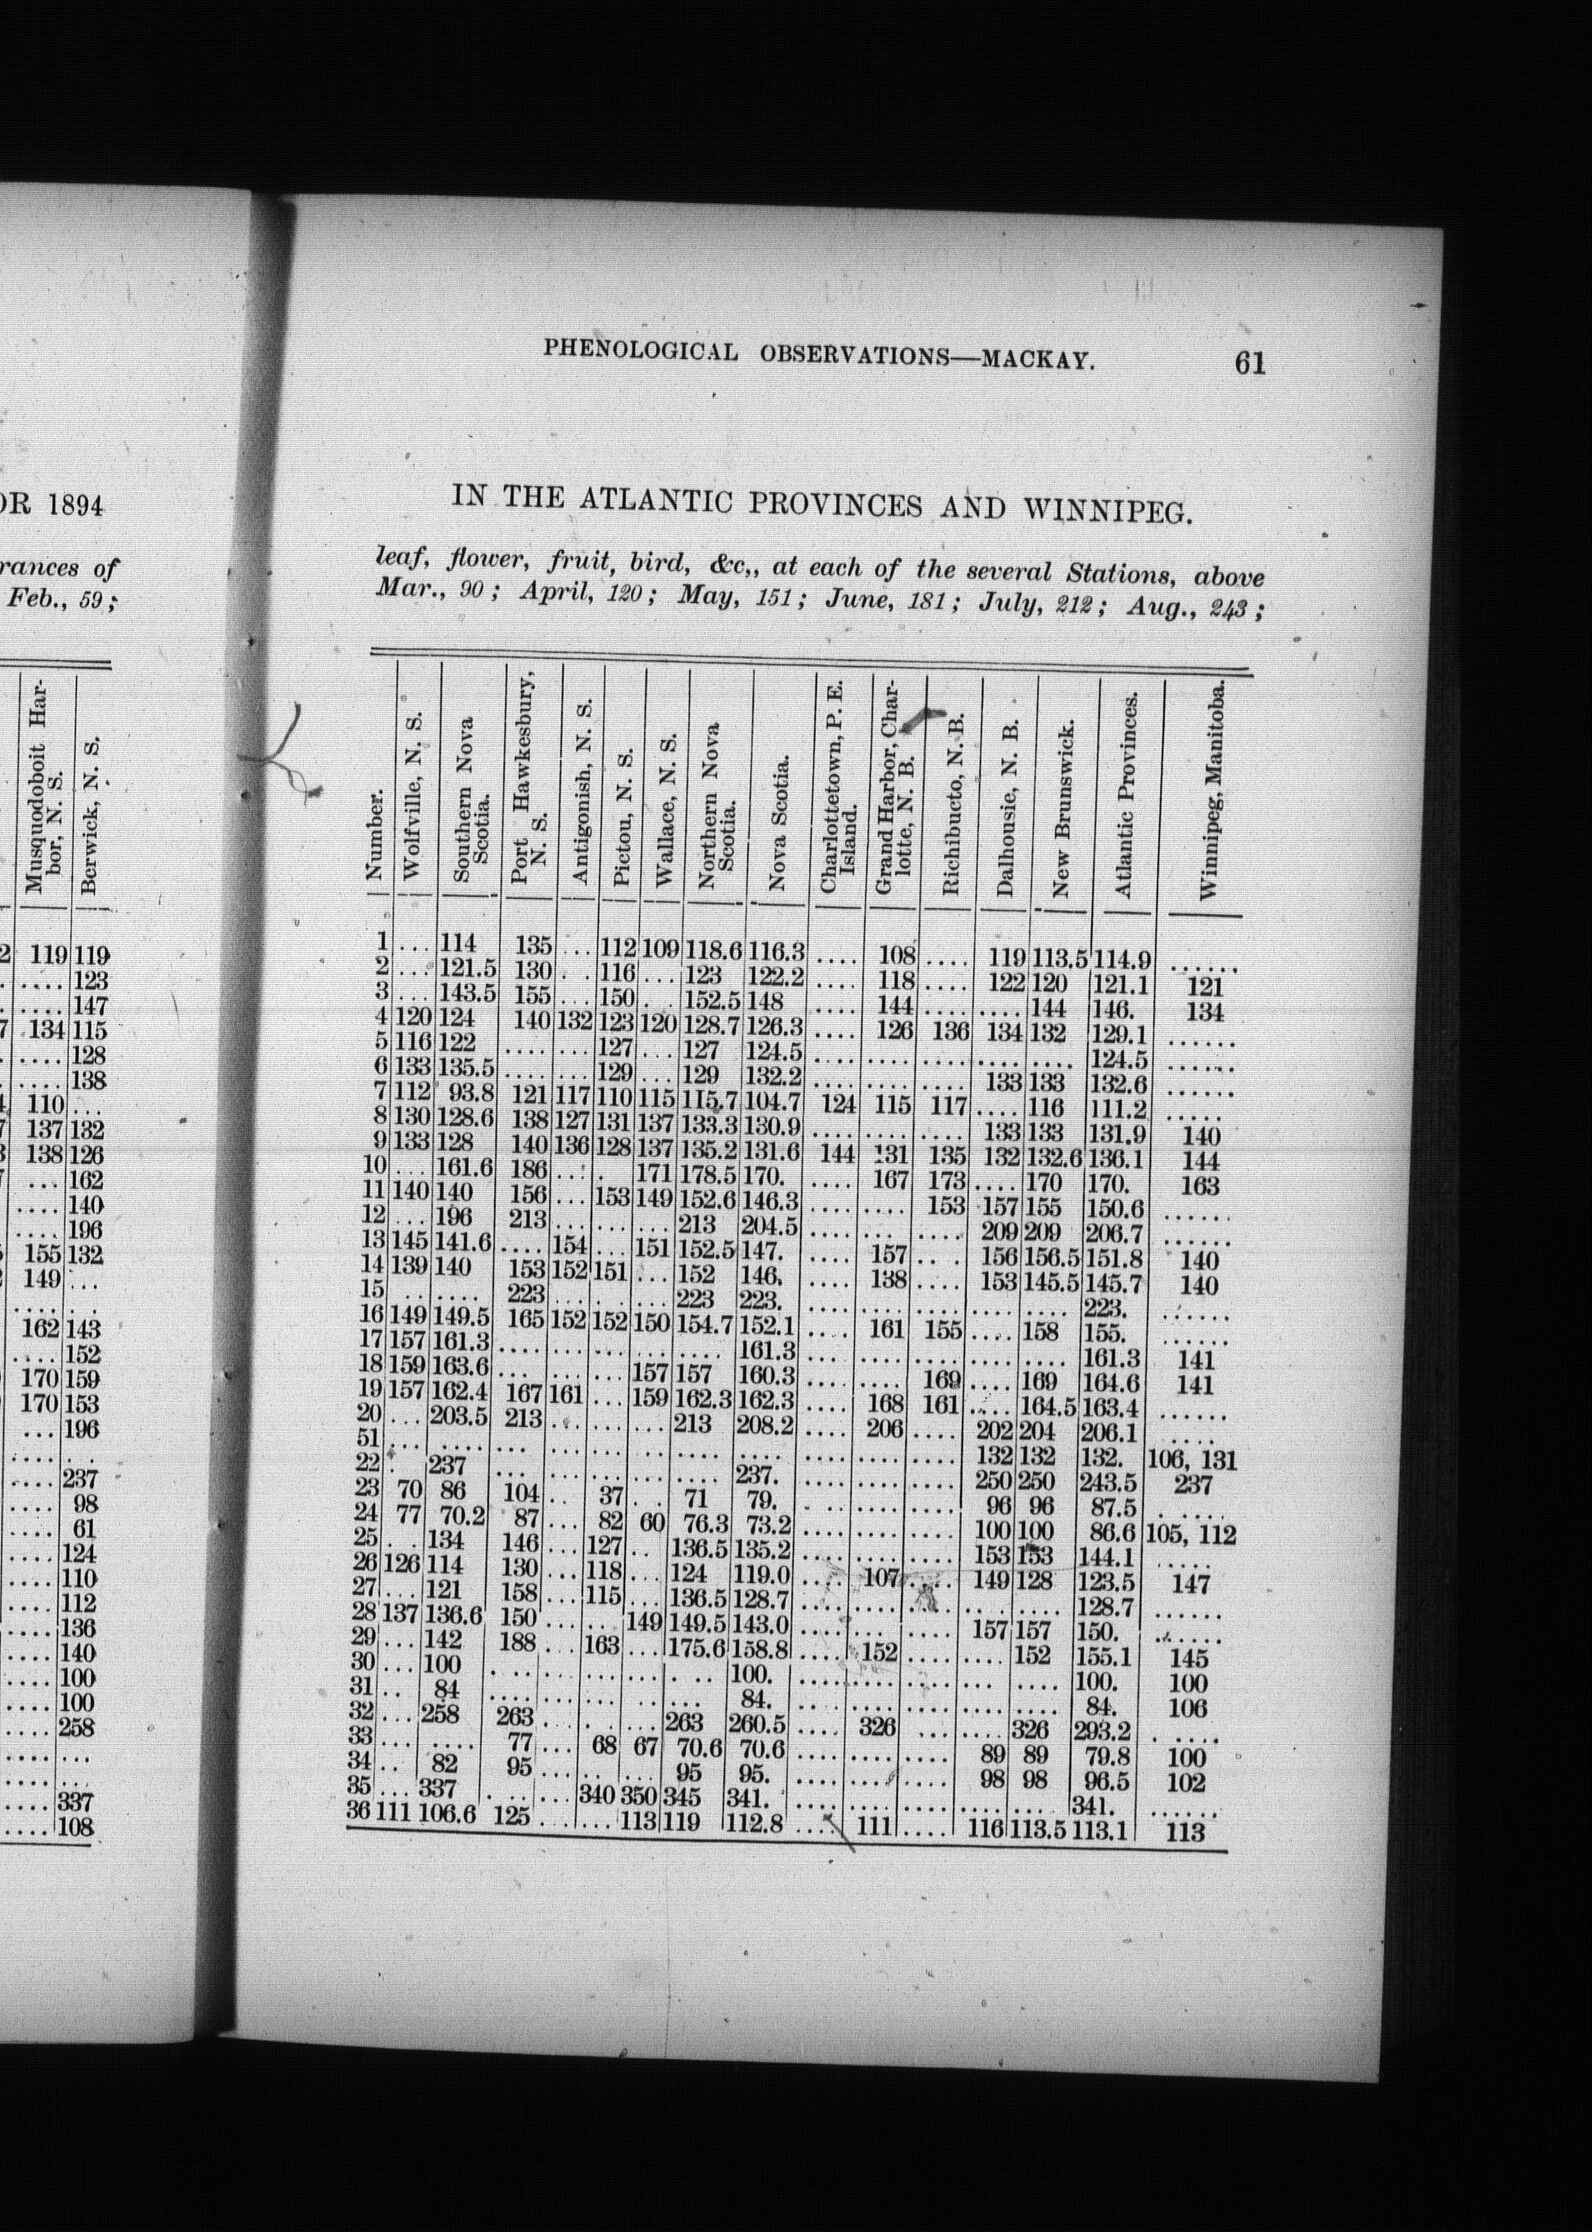 OR 1894
rances of
Feb., 59 ;
Musquodoboit Har-
bor, N. S.
Berwick, N. S.
2 119 119
. .... 123
. .... 147
7 134 115
. .... 128
. .... 138
4 110 ...
7 137 132
3 138 126
7 ... 162
.... 140
.... 196
5 155 132
2 149 ...
.... . .
162 143
.... 152
170 159
170 153
... 196
.... . .
.... 237
.... 98
.... 61
.... 124
.... 110
.... 112
.... 136
.... 140
.... 100
.... 100
.... 258
.... ...
.... ...
.... 337
.... 108
PHENOLOGICAL OBSERVATIONS—MACKAY. 61
IN THE ATLANTIC PROVINCES AND WINNIPEG.
leaf, flower, fruit, bird, &c,, at each of the several Stations, above
Mar., 90 ; April, 120 ; May, 151 ; June, 181 ; July, 212 ; Aug., 243 ;
Number.
Wolfville, N. S.
Southern Nova
Scotia.
Port Hawkesbury,
N. S.
Antigonish, N. S.
Pictou, N. S.
Wallace, N. S.
Northern Nova
Scotia.
Nova Scotia.
Charlottetown, P. E.
Island.
Grand Harbor, Char-
lotte, N. B.
Richibucto, N. B.
Dalhousie, N. B.
New Brunswick.
Atlantic Provinces.
Winnipeg, Manitoba.
1 ... 114 135 ... 112 109 118.6 116.3 .... 108 .... 119 113.5 114.9 ......
2 ... 121.5 130 . . 116 ... 123 122.2 .... 118 .... 122 120 121.1 121
3 ... 143.5 155 ... 150 . . 152.5 148 .... 144 .... .... 144 146. 134
4 120 124 140 132 123 120 128.7 126.3 .... 126 136 134 132 129.1 ......
5 116 122 .... ... 127 ... 127 124.5 .... .... .... .... .... 124.5 ......
6 133 135.5 .... ... 129 ... 129 132.2 .... .... .... 133 133 132.6 ......
7 112 93.8 121 117 110 115 115.7 104.7 124 115 117 .... 116 111.2 .....
8 130 128.6 138 127 131 137 133.3 130.9 .... .... .... 133 133 131.9 140
9 133 128 140 136 128 137 135.2 131.6 144 131 135 132 132.6 136.1 144
10 ... 161.6 186 ... . 171 178.5 170. .... 167 173 .... 170 170. 163
11 140 140 156 ... 153 149 152.6 146.3 .... .... 153 157 155 150.6 ......
12 ... 196 213 ... ... ... 213 204.5 .... ... .... 209 209 206.7 ......
13 145 141.6 .... 154 ... 151 152.5 147. .... 157 .. . 156 156.5 151.8 140
14 139 140 153 152 151 ... 152 146. .... 138 .... 153 145.5 145.7 140
15 .. .... 223 ... . . ... 223 223. .... .... .... .... .... 223. ......
16 149 149.5 165 152 152 150 154.7 152.1 .... 161 155 .... 158 155. ......
17 157 161.3 .... ... ... ... .... 161.3 ... .... .... .... .... 161.3 141
18 159 163.6 ... ... ... 157 157 160.3 .... .... 169 .... 169 164.6 141
19 157 162.4 167 161 ... 159 162.3 162.3 .... 168 161 .... 164.5 163.4 ......
20 ... 203.5 213 ... ... ... 213 208.2 .... 206 .... 202 204 206.1 .....
51 ... .... ... ... ... ... .... .... .... .... .... 132 132 132. 106, 131
22 . 237 ... ... ... ... .... 237. .... .... .... 250 250 243.5 237
23 70 86 104 .. 37 . . 71 79. . .. .... .... 96 96 87.5 . ....
24 77 70.2 87 ... 82 60 76.3 73.2 .... .... .... 100 100 86.6 105, 112
25 . . 134 146 ... 127 .. 136.5 135.2 .... .... .... 153 153 144.1 .....
26 126 114 130 ... 118 ... 124 119.0 .... 107 .... 149 128 123.5 147
27 ... 121 158 ... 115 ... 136.5 128.7 .... .... .... .... .... 128.7 ......
28 137 136.6 150 ... .. 149 149.5 143.0 .... ... .... 157 157 150. ......
29 ... 142 188 ... 163 ... 175.6 158.8 .... 152 .... .... 152 155.1 145
30 ... 100 .... ... ... ... . .. 100. .... .... .... ... .... 100. 100
31 .. 84 .... ... ... .. ... 84. .... .... .... .... .... 84. 106
32 ... 258 263 ... . . ... 263 260.5 .... 326 ... .... 326 293.2 . ....
33 ... .... 77 ... 68 67 70.6 70.6 .... .... .... 89 89 79.8 100
34 .. 82 95 ... .. ... 95 95. .... .... .... 98 98 96.5 102
35 ... 337 . ... ... 340 350 345 341. .... .... .... .... .... 341. ......
36 111 106.6 125 ... ... 113 119 112.8 .... 111 .... 116 113.5 113.1 113